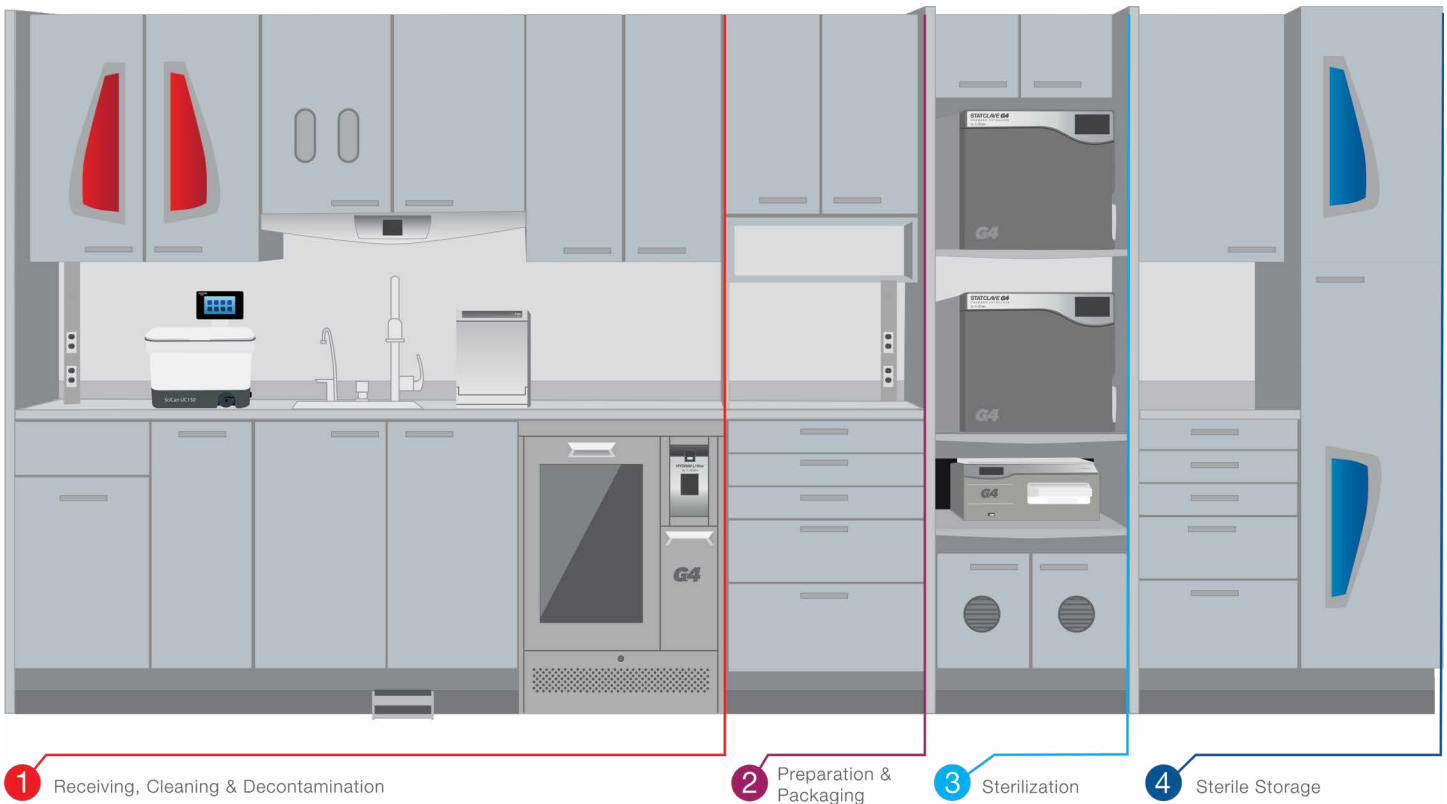 STATCLAVE G4
G4
STATCLAVE G4
G4
SciCan UC150
G4
G4
1 Receiving, Cleaning & Decontamination
2 Preparation &
Packaging
3 Sterilization
4 Sterile Storage